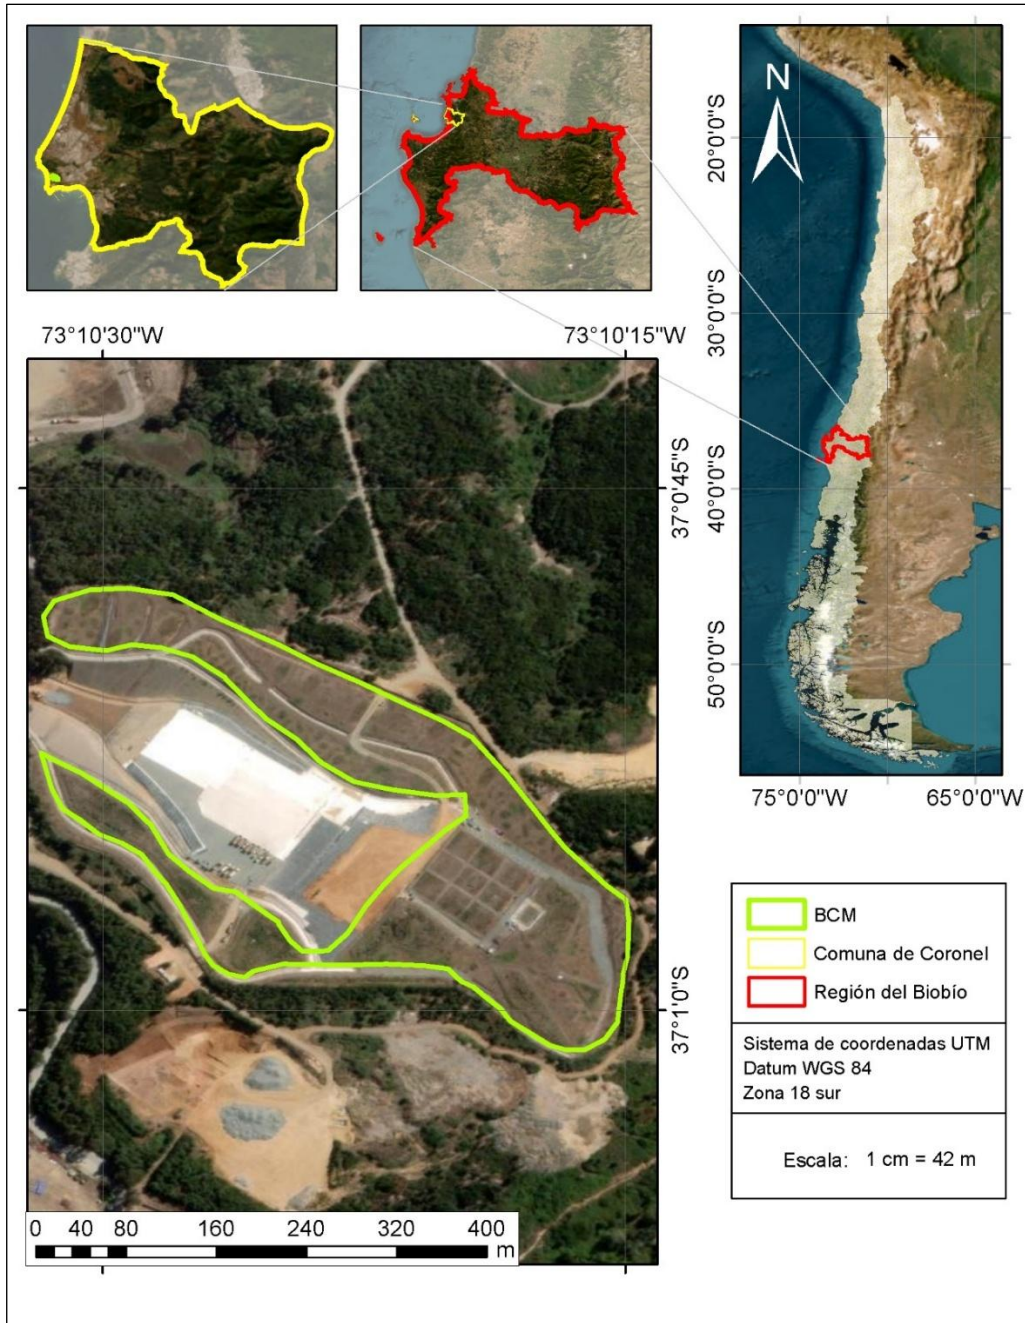 N
20°0'0"S
30°0'0"S
40°0'0"S
50°0'0"S
75°0'0"W
65°0'0"W
73°10'30"W
73°10'15"W
37°0'45"S
37°1'0"S
0 40 80 160 240 320 400
m
BCM
Comuna de Coronel
Región del Biobío
Sistema de coordenadas UTM
Datum WGS 84
Zona 18 sur
Escala: 1 cm = 42 m